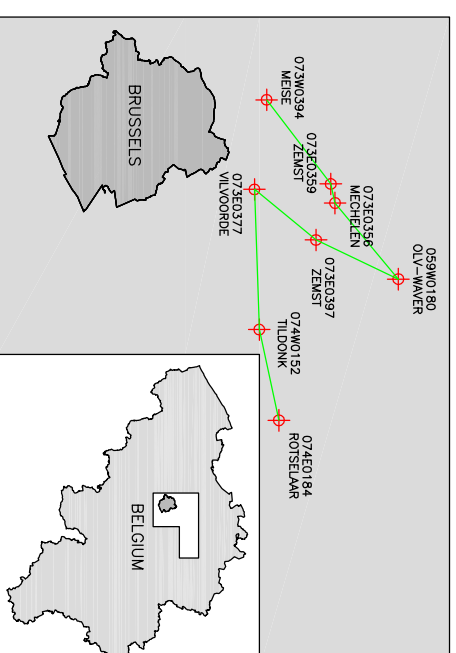 059W0180
OLV-WAVER
073E0356
MECHELEN
073E0359
ZEMST
073W0394
MEISE
073E0397
ZEMST
073E0377
VILVOORDE
074W0152
TILDONK
074E0184
ROTSELAAR
BRUSSELS
BELGIUM